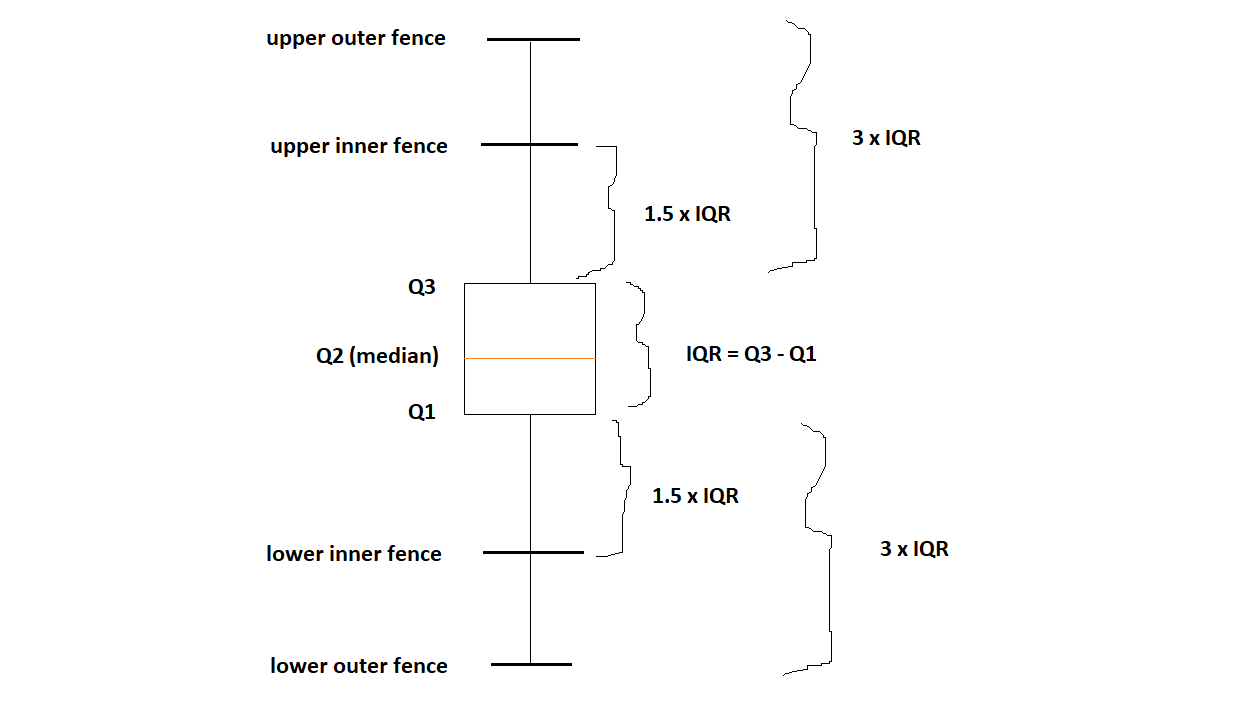 upper outer fence
3 x IQR
upper inner fence
1.5 x IQR
Q3
Q2 (median)
IQR = Q3 - Q1
Q1
1.5 x IQR
lower inner fence
3 x IQR
lower outer fence